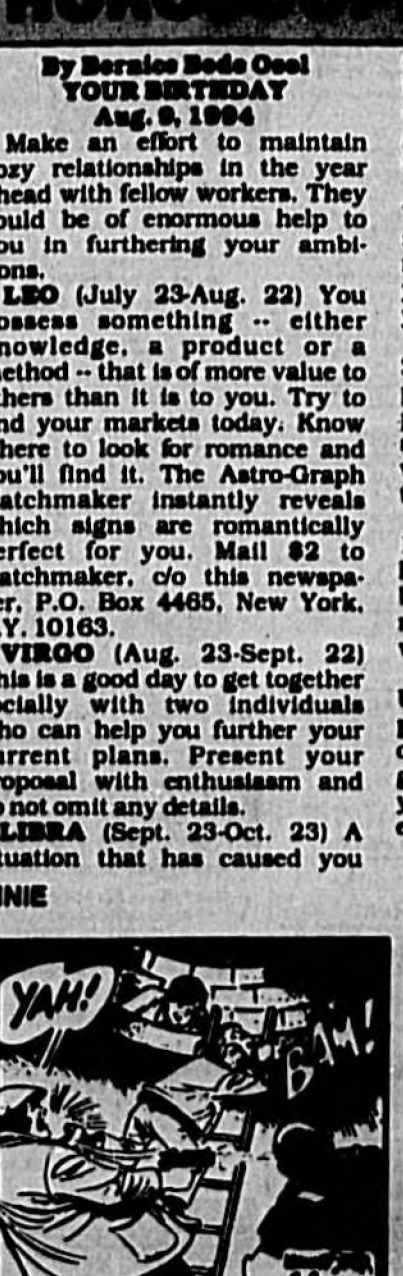 By Bernice Bede Osol
YOUR BIRTHDAY
Aug. 9, 1994
Make an effort to maintain
ozy relationships in the year
head with fellow workers. They
ould be of enormous help to
ou in furthering your ambi-
ons.
LEO (July 23-Aug. 22) You
ossess something -- either
nowledge, a product or a
ethod -- that is of more value to
thers than it is to you. Try to
nd your markets today. Know
here to look for romance and
ou'll find it. The Astro-Graph
atchmaker instantly reveals
hich signs are romantically
erfect for you. Mail $2 to
atchmaker, c/o this newspa-
er, P.O. Box 4465, New York,
.Y. 10163.
VIRGO (Aug. 23-Sept. 22)
his is a good day to get together
ocially with two individuals
ho can help you further your
urrent plans. Present your
roposal with enthusiasm and
o not omit any details.
LIBRA (Sept. 23-Oct. 23) A
tuation that has caused you
NNIE
YAH!
BAM!